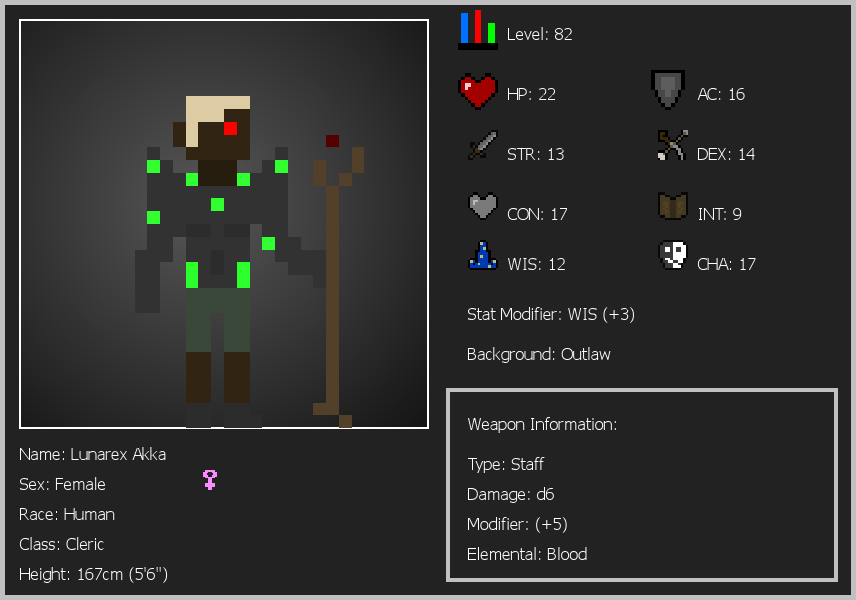 Level: 82
HP: 22
AC: 16
STR: 13
DEX: 14
CON: 17
INT: 9
WIS: 12
CHA: 17
Stat Modifier: WIS (+3)
Background: Outlaw
Weapon Information:
Type: Staff
Damage: d6
Modifier: (+5)
Elemental: Blood
Name: Lunarex Akka
Sex: Female
Race: Human
Class: Cleric
Height: 167cm (5'6")